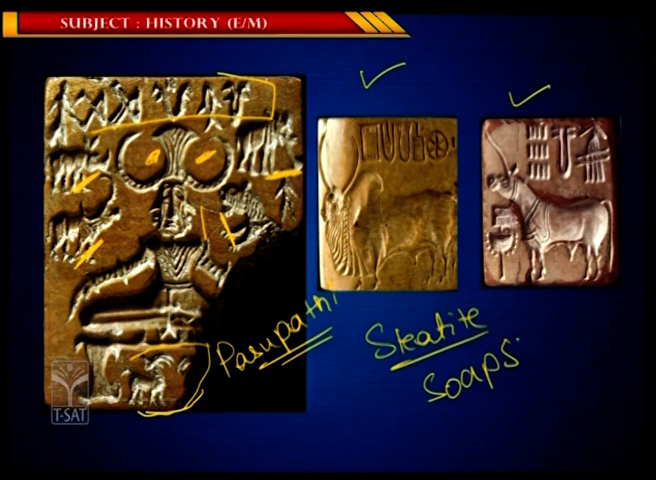 SUBJECT : HISTORY (E/M)
Pasupathi
Steatite
Soaps.
T-SAT